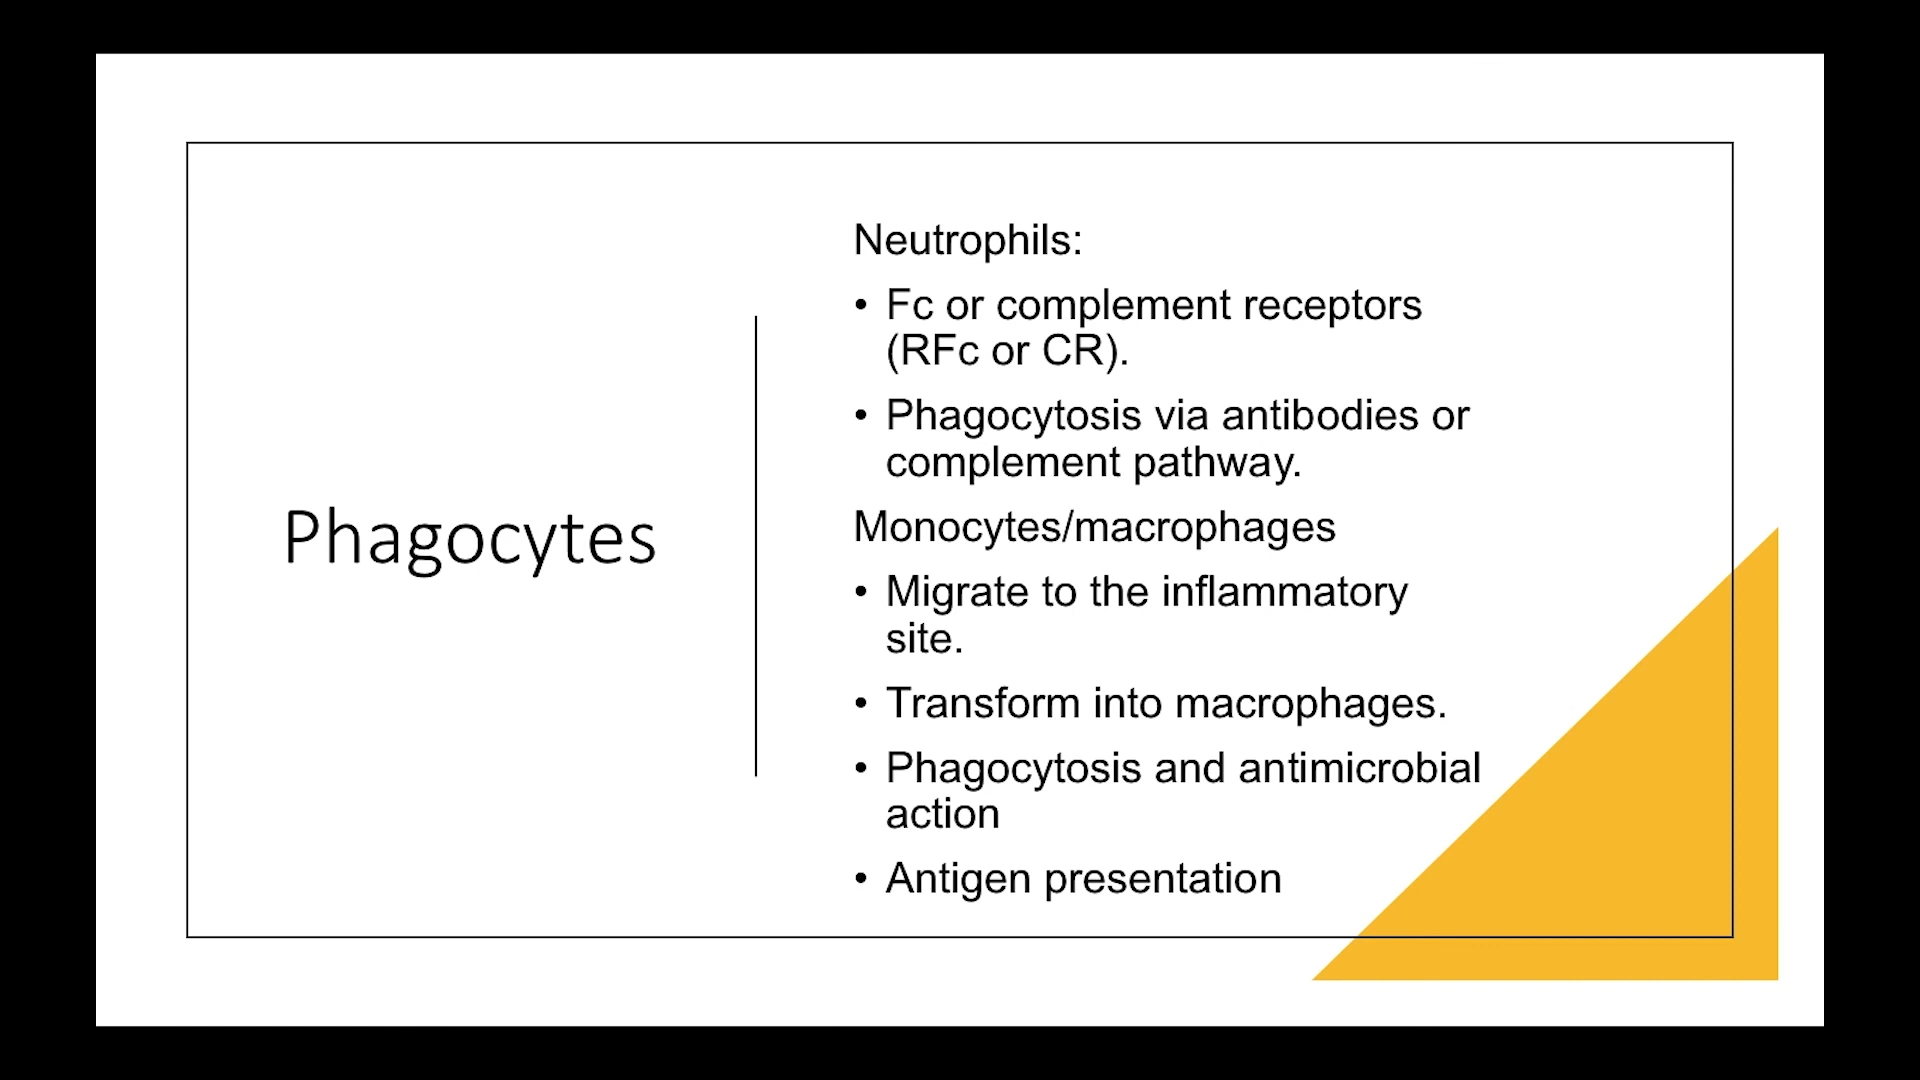 Phagocytes
Neutrophils:
• Fc or complement receptors
(RFc or CR).
• Phagocytosis via antibodies or
complement pathway.
Monocytes/macrophages
• Migrate to the inflammatory
site.
• Transform into macrophages.
• Phagocytosis and antimicrobial
action
• Antigen presentation